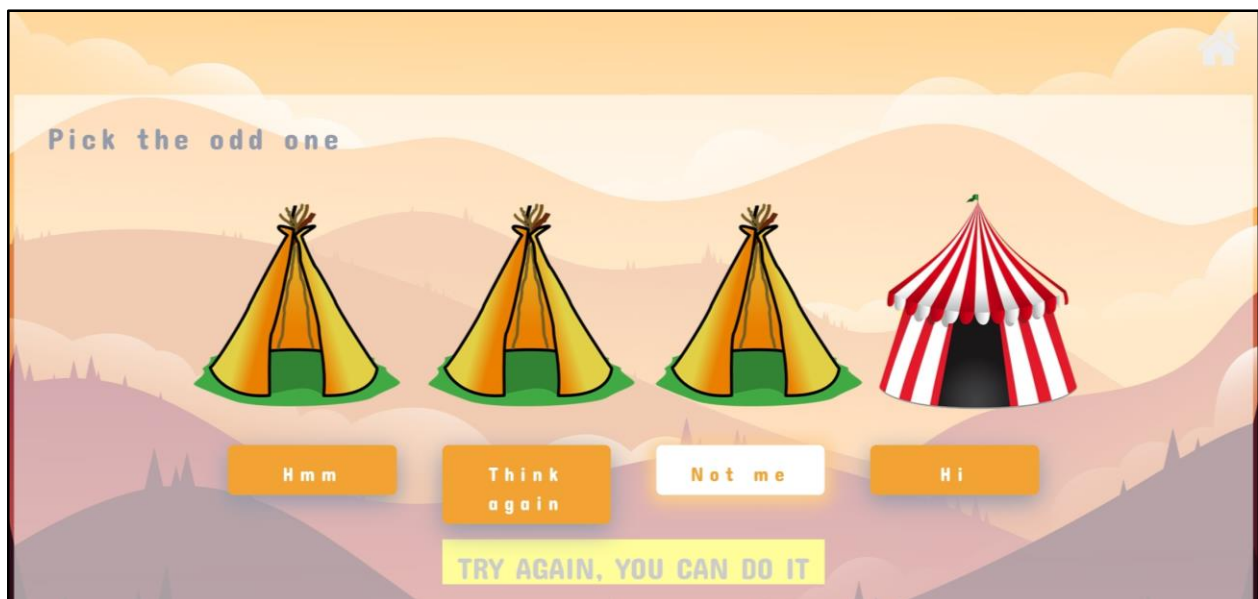 Pick the odd one
Hmm
Think
again
Not me
Hi
TRY AGAIN, YOU CAN DO IT